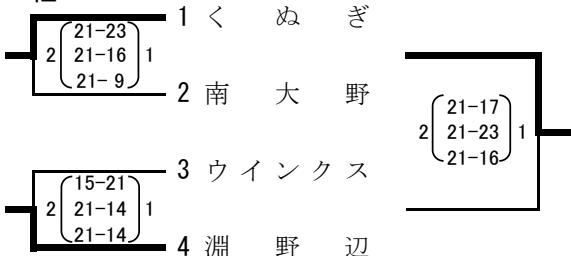 1 く ぬ ぎ
2 21-23 21-16 21- 9 1
2 南 大 野
2 21-17 21-23 21-16 1
3 ウインクス
2 15-21 21-14 21-14 1
4 淵 野 辺